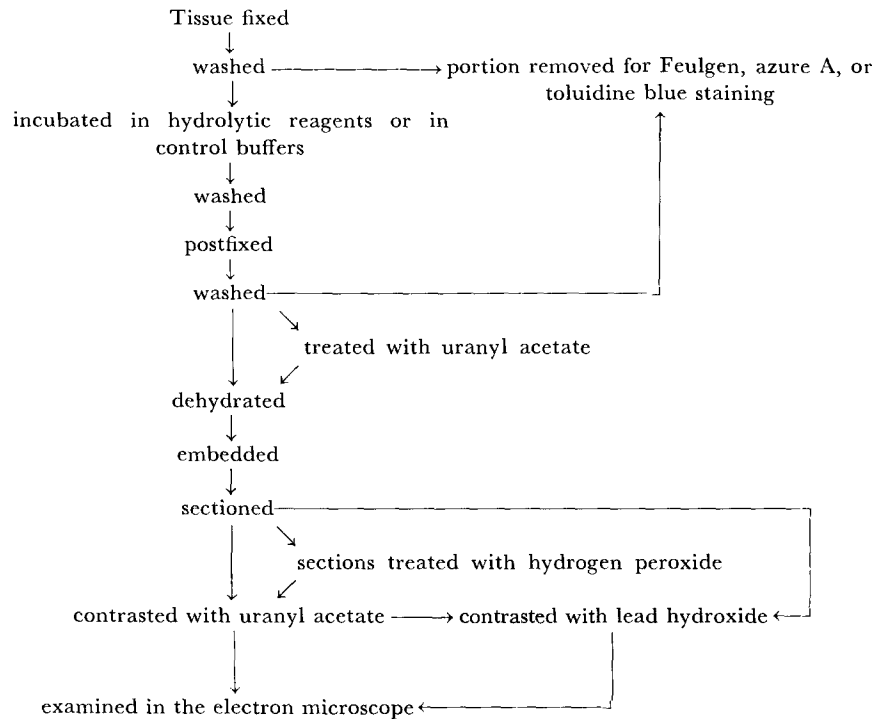 Tissue fixed
washed
portion removed for Feulgen, azure A, or
toluidine blue staining
incubated in hydrolytic reagents or in
control buffers
washed
postfixed
washed
treated with uranyl acetate
dehydrated
embedded
sectioned
sections treated with hydrogen peroxide
contrasted with uranyl acetate
contrasted with lead hydroxide
examined in the electron microscope